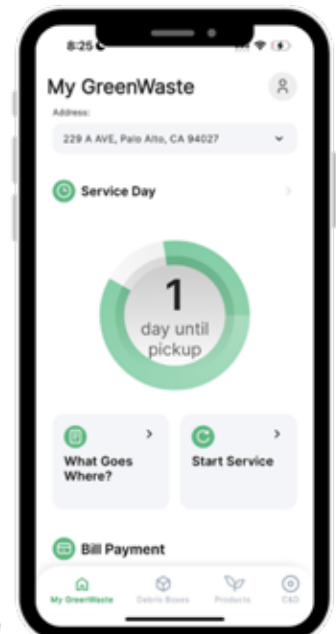 8:25
My GreenWaste
Address:
229 A AVE, Palo Alto, CA 94027
Service Day
1
day until
pickup
What Goes
Where?
Start Service
Bill Payment
My GreenWaste
Debris Boxes
Products
C&D